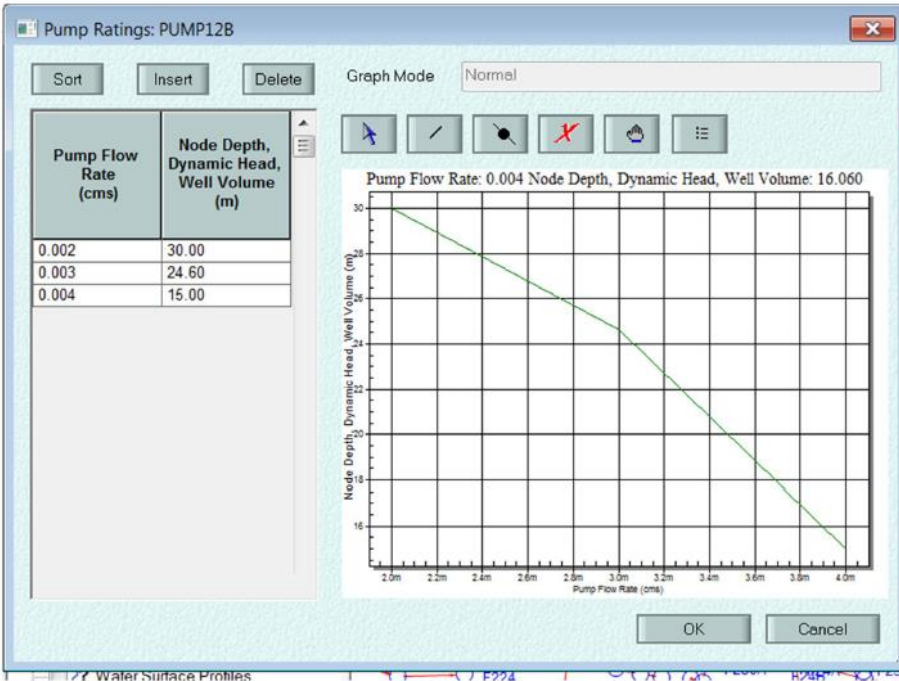 Pump Ratings: PUMP12B
Sort
Insert
Delete
Graph Mode
Normal
Pump Flow
Rate
(cms)
Node Depth,
Dynamic Head,
Well Volume
(m)
0.002 30.00
0.003 24.60
0.004 15.00
Pump Flow Rate: 0.004 Node Depth, Dynamic Head, Well Volume: 16.060
Node Depth, Dynamic Head, Well Volume (m)
30
28
26
24
22
20
18
16
2.0m 2.2m 2.4m 2.6m 2.8m 3.0m 3.2m 3.4m 3.6m 3.8m 4.0m
Pump Flow Rate (cms)
OK
Cancel
Water Surface Profiles
F224